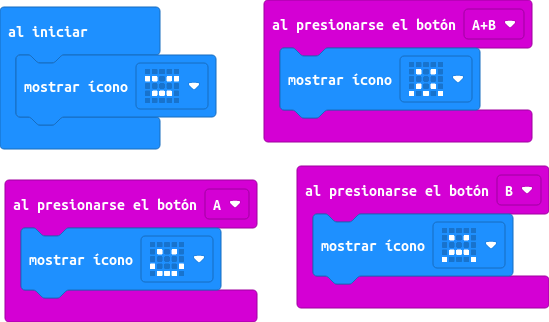 al iniciar
mostrar ícono
al presionarse el botón A+B
mostrar ícono
al presionarse el botón A
mostrar ícono
al presionarse el botón B
mostrar ícono